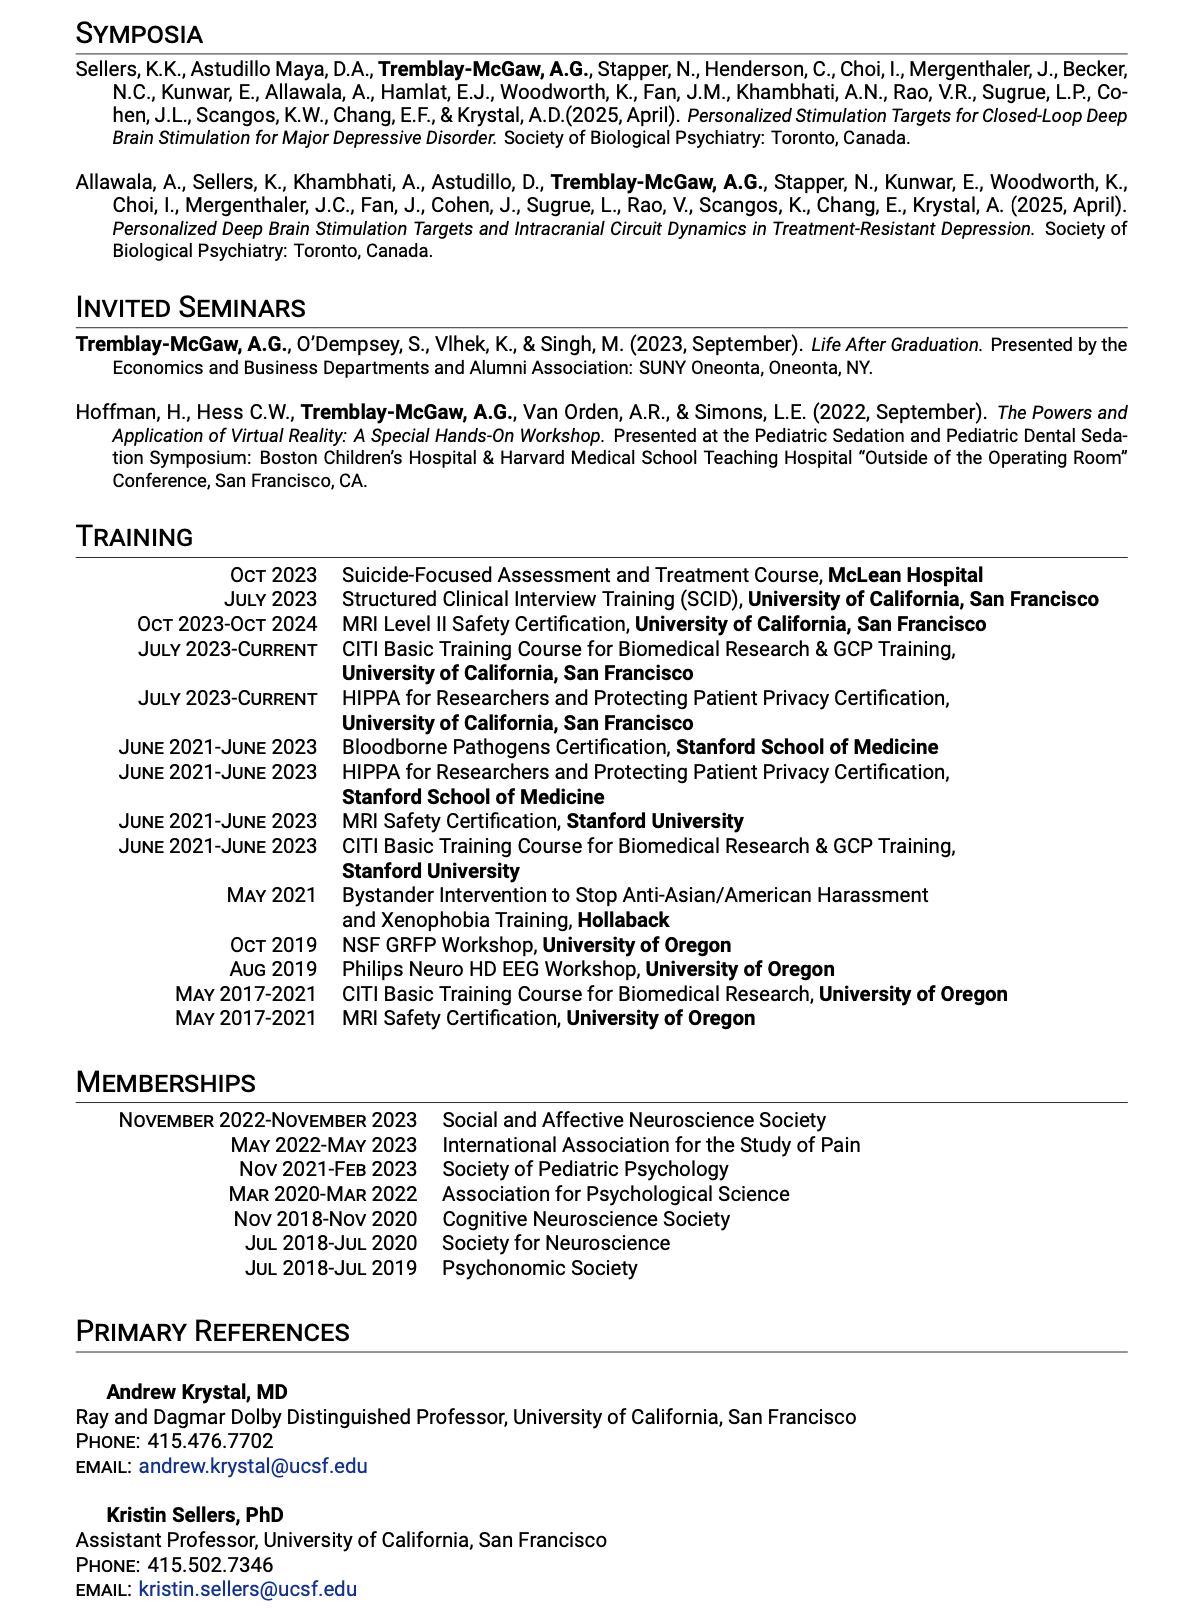 SYMPOSIA
Sellers, K.K., Astudillo Maya, D.A., Tremblay-McGaw, A.G., Stapper, N., Henderson, C., Choi, I., Mergenthaler, J., Becker,
N.C., Kunwar, E., Allawala, A., Hamlat, E.J., Woodworth, K., Fan, J.M., Khambhati, A.N., Rao, V.R., Sugrue, L.P., Co-
hen, J.L., Scangos, K.W., Chang, E.F., & Krystal, A.D.(2025, April). Personalized Stimulation Targets for Closed-Loop Deep
Brain Stimulation for Major Depressive Disorder. Society of Biological Psychiatry: Toronto, Canada.
Allawala, A., Sellers, K., Khambhati, A., Astudillo, D., Tremblay-McGaw, A.G., Stapper, N., Kunwar, E., Woodworth, K.,
Choi, I., Mergenthaler, J.C., Fan, J., Cohen, J., Sugrue, L., Rao, V., Scangos, K., Chang, E., Krystal, A. (2025, April).
Personalized Deep Brain Stimulation Targets and Intracranial Circuit Dynamics in Treatment-Resistant Depression. Society of
Biological Psychiatry: Toronto, Canada.
INVITED SEMINARS
Tremblay-McGaw, A.G., O'Dempsey, S., Vlhek, K., & Singh, M. (2023, September). Life After Graduation. Presented by the
Economics and Business Departments and Alumni Association: SUNY Oneonta, Oneonta, NY.
Hoffman, H., Hess C.W., Tremblay-McGaw, A.G., Van Orden, A.R., & Simons, L.E. (2022, September). The Powers and
Application of Virtual Reality: A Special Hands-On Workshop. Presented at the Pediatric Sedation and Pediatric Dental Seda-
tion Symposium: Boston Children's Hospital & Harvard Medical School Teaching Hospital “Outside of the Operating Room”
Conference, San Francisco, CA.
TRAINING
OCT 2023 Suicide-Focused Assessment and Treatment Course, McLean Hospital
JULY 2023 Structured Clinical Interview Training (SCID), University of California, San Francisco
OCT 2023-OCT 2024 MRI Level II Safety Certification, University of California, San Francisco
JULY 2023-CURRENT CITI Basic Training Course for Biomedical Research & GCP Training,
University of California, San Francisco
JULY 2023-CURRENT HIPPA for Researchers and Protecting Patient Privacy Certification,
University of California, San Francisco
JUNE 2021-JUNE 2023 Bloodborne Pathogens Certification, Stanford School of Medicine
JUNE 2021-JUNE 2023 HIPPA for Researchers and Protecting Patient Privacy Certification,
Stanford School of Medicine
JUNE 2021-JUNE 2023 MRI Safety Certification, Stanford University
JUNE 2021-JUNE 2023 CITI Basic Training Course for Biomedical Research & GCP Training,
Stanford University
MAY 2021 Bystander Intervention to Stop Anti-Asian/American Harassment
and Xenophobia Training, Hollaback
OCT 2019 NSF GRFP Workshop, University of Oregon
AUG 2019 Philips Neuro HD EEG Workshop, University of Oregon
MAY 2017-2021 CITI Basic Training Course for Biomedical Research, University of Oregon
MAY 2017-2021 MRI Safety Certification, University of Oregon
MEMBERSHIPS
NOVEMBER 2022-NOVEMBER 2023 Social and Affective Neuroscience Society
MAY 2022-MAY 2023 International Association for the Study of Pain
NOV 2021-FEB 2023 Society of Pediatric Psychology
MAR 2020-MAR 2022 Association for Psychological Science
NOV 2018-NOV 2020 Cognitive Neuroscience Society
JUL 2018-JUL 2020 Society for Neuroscience
JUL 2018-JUL 2019 Psychonomic Society
PRIMARY REFERENCES
Andrew Krystal, MD
Ray and Dagmar Dolby Distinguished Professor, University of California, San Francisco
PHONE: 415.476.7702
EMAIL: andrew.krystal@ucsf.edu
Kristin Sellers, PhD
Assistant Professor, University of California, San Francisco
PHONE: 415.502.7346
EMAIL: kristin.sellers@ucsf.edu